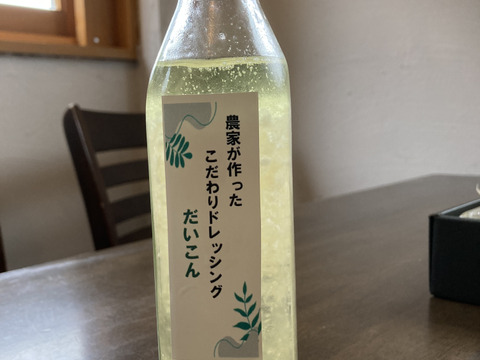 農家が作った
こだわりドレッシング
だいこん